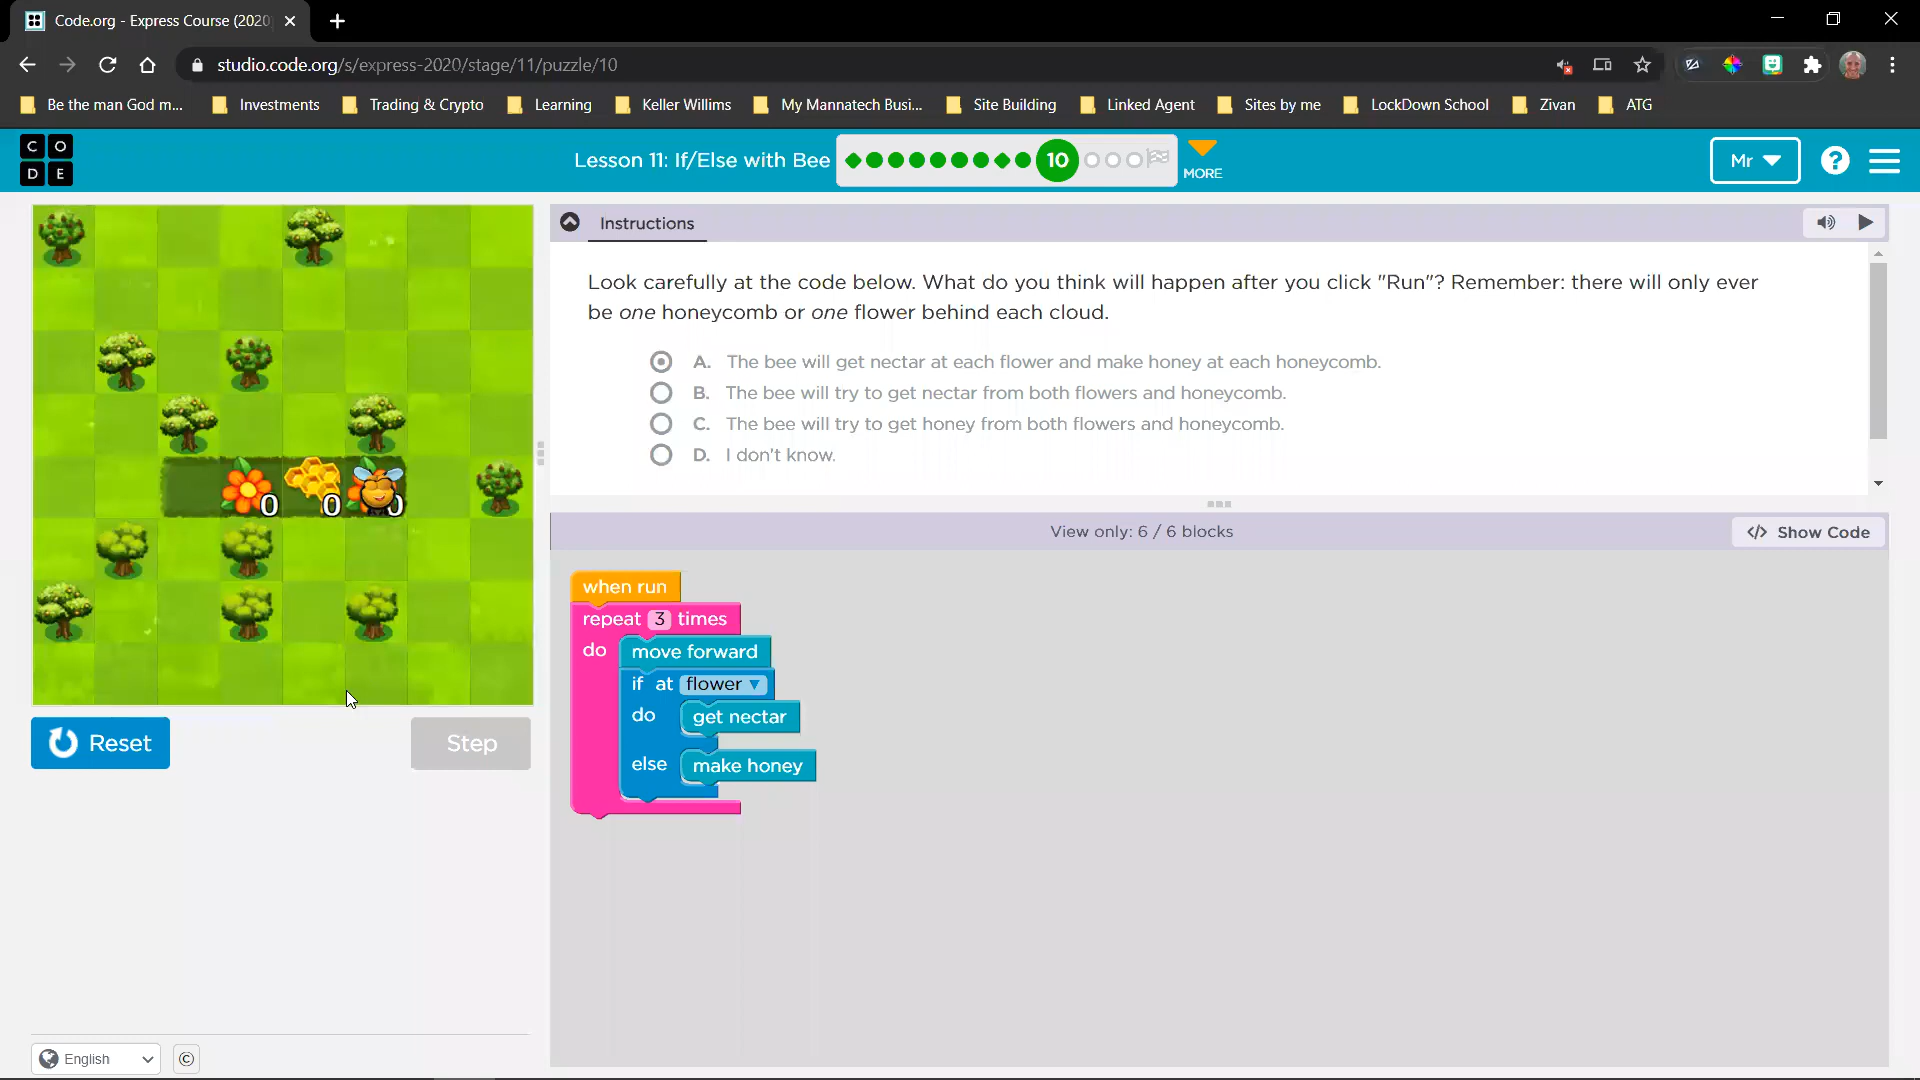 Code.org - Express Course (2020)
studio.code.org/s/express-2020/stage/11/puzzle/10
Be the man God m... Investments Trading & Crypto Learning Keller Willims My Mannatech Busi... Site Building Linked Agent Sites by me LockDown School Zivan ATG
C O
D E
Lesson 11: If/Else with Bee
10
MORE
Mr
?
Instructions
Look carefully at the code below. What do you think will happen after you click "Run"? Remember: there will only ever
be one honeycomb or one flower behind each cloud.
A. The bee will get nectar at each flower and make honey at each honeycomb.
B. The bee will try to get nectar from both flowers and honeycomb.
C. The bee will try to get honey from both flowers and honeycomb.
D. I don't know.
0 0 0
View only: 6 / 6 blocks
</> Show Code
when run
repeat 3 times
do move forward
if at flower
do get nectar
else make honey
Reset
Step
English
©